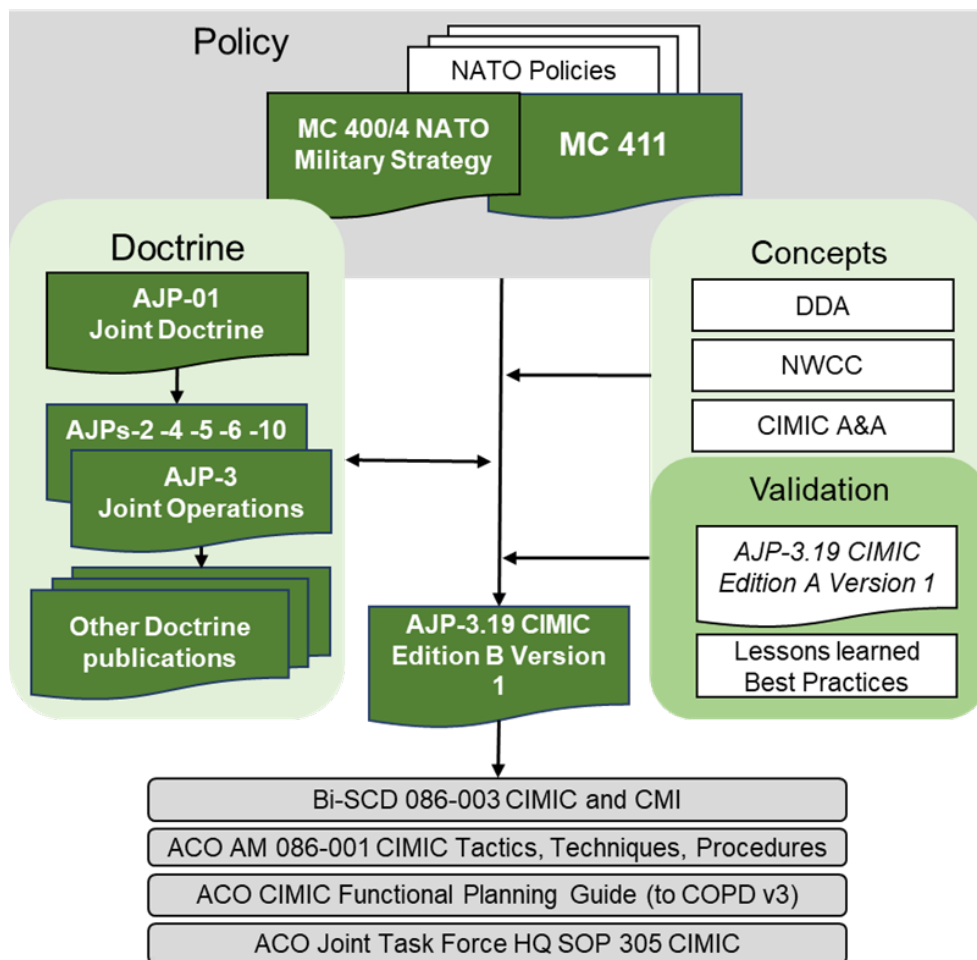 Policy
NATO Policies
MC 400/4 NATO
Military Strategy
MC 411
Doctrine
AJP-01
Joint Doctrine
AJPs-2 -4 -5 -6 -10
AJP-3
Joint Operations
Other Doctrine
publications
Concepts
DDA
NWCC
CIMIC A&A
Validation
AJP-3.19 CIMIC
Edition A Version 1
Lessons learned
Best Practices
AJP-3.19 CIMIC
Edition B Version
1
Bi-SCD 086-003 CIMIC and CMI
ACO AM 086-001 CIMIC Tactics, Techniques, Procedures
ACO CIMIC Functional Planning Guide (to COPD v3)
ACO Joint Task Force HQ SOP 305 CIMIC